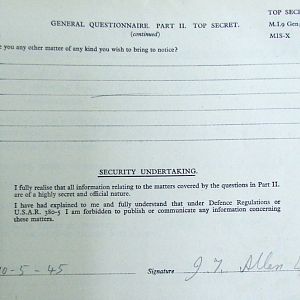 GENERAL QUESTIONNAIRE. PART II. TOP SECRET.
(continued)
TOP SEC
M.I.9 Gen
MIS-X
e you any other matter of any kind you wish to bring to notice?
SECURITY UNDERTAKING.
I fully realise that all information relating to the matters covered by the questions in Part II.
are of a highly secret and official nature.
I have had explained to me and fully understand that under Defence Regulations or
U.S.A.R. 380-5 I am forbidden to publish or communicate any information concerning
these matters.
0-5-45
Signature J. Y. Allen